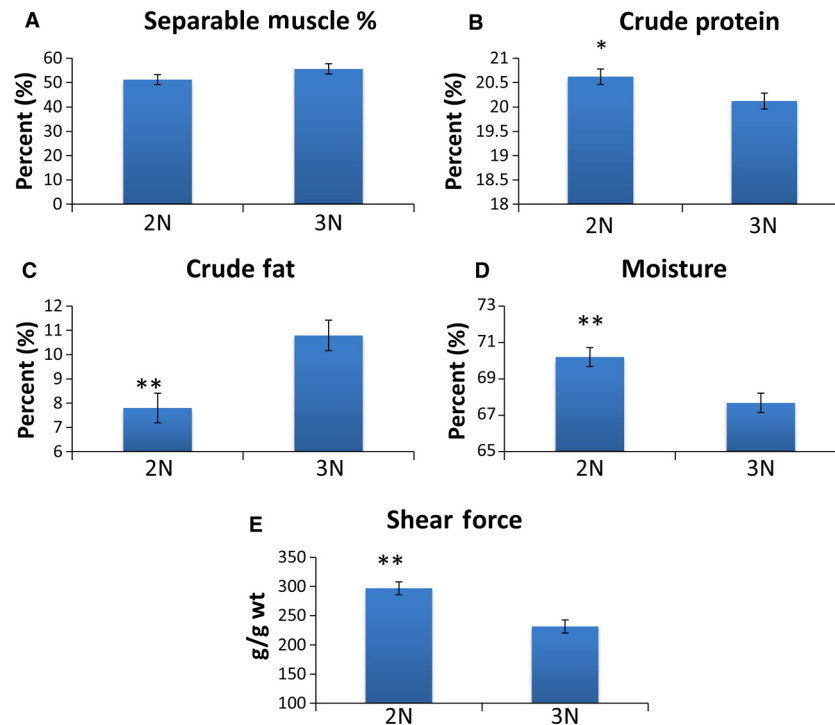 A Separable muscle %
Percent (%)
60
50
40
30
20
10
0
2N 3N
B Crude protein
*
Percent (%)
21
20.5
20
19.5
19
18.5
18
2N 3N
C Crude fat
**
Percent (%)
12
11
10
9
8
7
6
2N 3N
D Moisture
**
Percent (%)
73
71
69
67
65
2N 3N
E Shear force
**
g/g wt
350
300
250
200
150
100
2N 3N